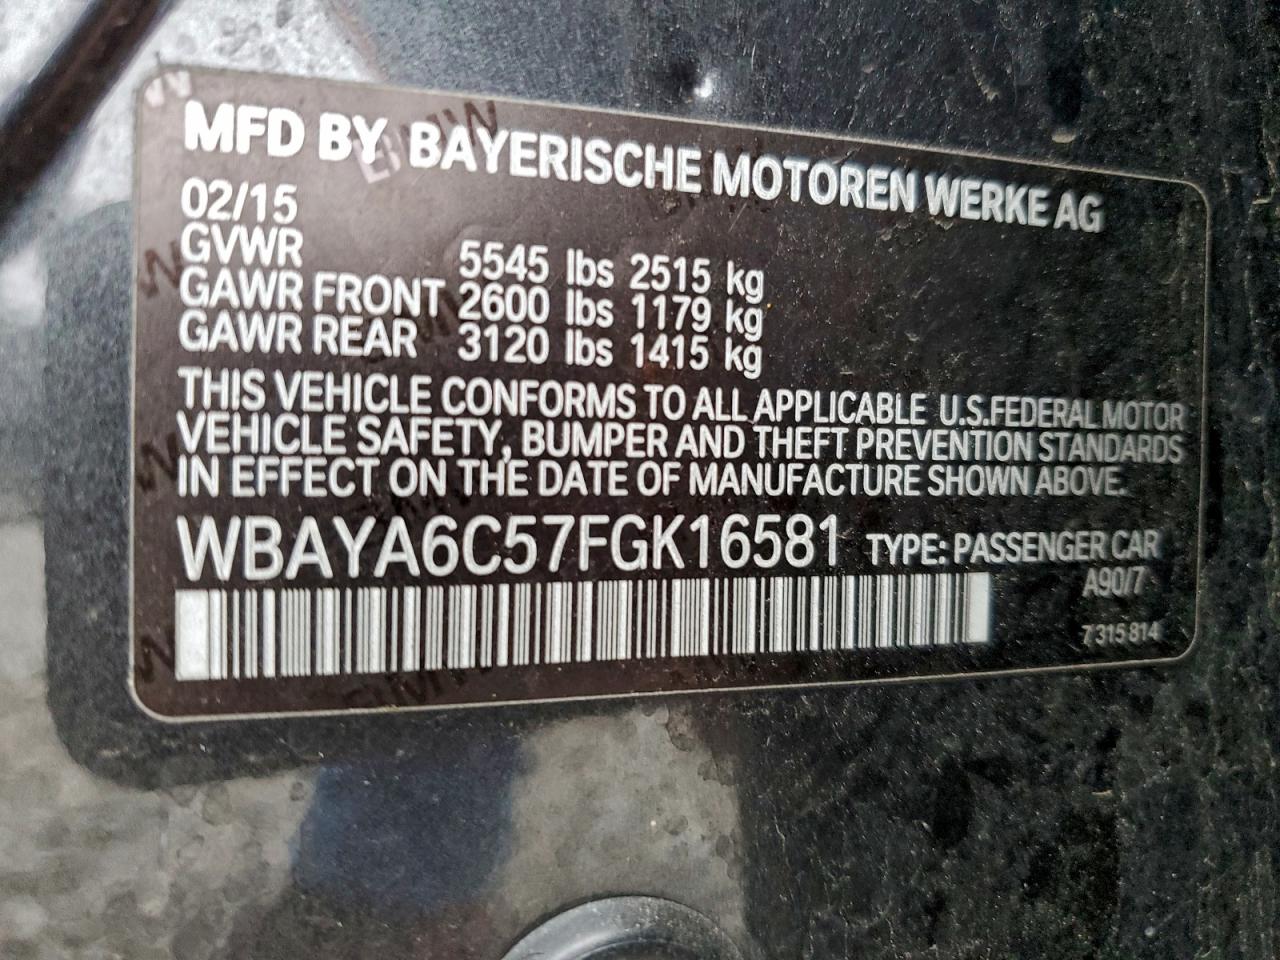 MFD BY BAYERISCHE MOTOREN WERKE AG
02/15
GVWR 5545 lbs 2515 kg
GAWR FRONT 2600 lbs 1179 kg
GAWR REAR 3120 lbs 1415 kg
THIS VEHICLE CONFORMS TO ALL APPLICABLE U.S.FEDERAL MOTOR
VEHICLE SAFETY, BUMPER AND THEFT PREVENTION STANDARDS
IN EFFECT ON THE DATE OF MANUFACTURE SHOWN ABOVE.
WBAYA6C57FGK16581 TYPE: PASSENGER CAR
A90/7
7 315 814